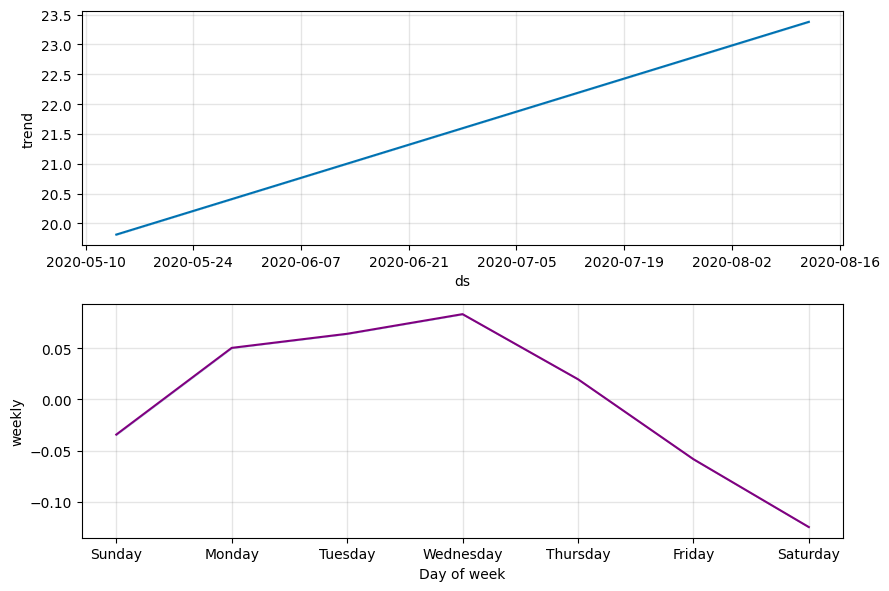 23.5
23.0
22.5
22.0
21.5
21.0
20.5
20.0
trend
2020-05-10 2020-05-24 2020-06-07 2020-06-21 2020-07-05 2020-07-19 2020-08-02 2020-08-16
ds
0.05
0.00
−0.05
−0.10
weekly
Sunday Monday Tuesday Wednesday Thursday Friday Saturday
Day of week